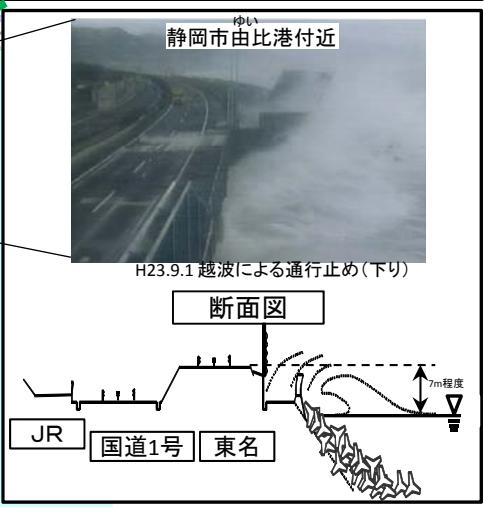 ゆい
静岡市由比港付近
H23.9.1 越波による通行止め(下り)
断面図
7m程度
JR
国道1号
東名